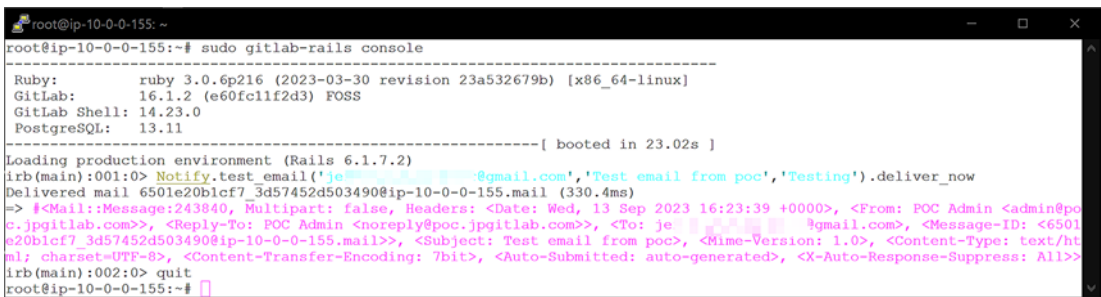 root@ip-10-0-0-155: ~
root@ip-10-0-0-155:~# sudo gitlab-rails console
--------------------------------------------------------------------------------
Ruby: ruby 3.0.6p216 (2023-03-30 revision 23a532679b) [x86_64-linux]
GitLab: 16.1.2 (e60fc11f2d3) FOSS
GitLab Shell: 14.23.0
PostgreSQL: 13.11
------------------------------------------------------------[ booted in 23.02s ]
Loading production environment (Rails 6.1.7.2)
irb(main):001:0> Notify.test_email('je @gmail.com','Test email from poc','Testing').deliver_now
Delivered mail 6501e20b1cf7_3d57452d503490@ip-10-0-0-155.mail (330.4ms)
=> #<Mail::Message:243840, Multipart: false, Headers: <Date: Wed, 13 Sep 2023 16:23:39 +0000>, <From: POC Admin <admin@po
c.jpgitlab.com>>, <Reply-To: POC Admin <noreply@poc.jpgitlab.com>>, <To: je @gmail.com>, <Message-ID: <6501
e20b1cf7_3d57452d503490@ip-10-0-0-155.mail>>, <Subject: Test email from poc>, <Mime-Version: 1.0>, <Content-Type: text/ht
ml; charset=UTF-8>, <Content-Transfer-Encoding: 7bit>, <Auto-Submitted: auto-generated>, <X-Auto-Response-Suppress: All>>
irb(main):002:0> quit
root@ip-10-0-0-155:~#